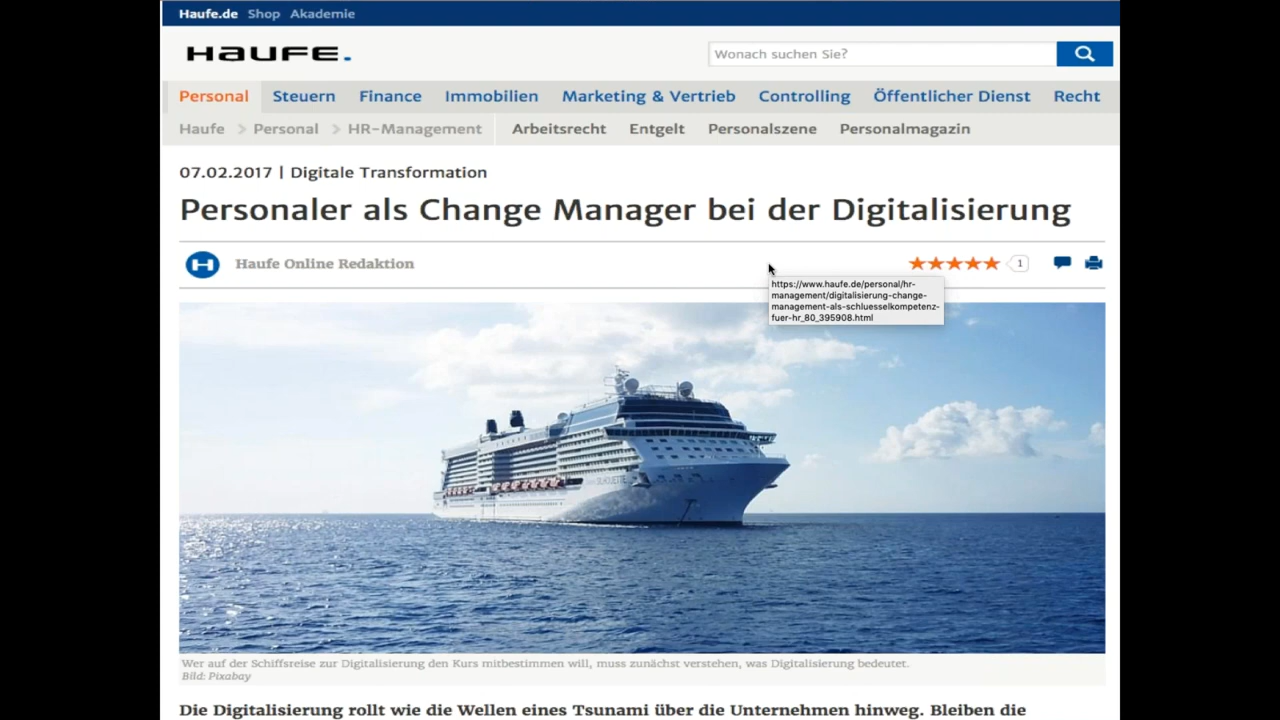 Haufe.de Shop Akademie
HAUFE.
Wonach suchen Sie?
Personal Steuern Finance Immobilien Marketing & Vertrieb Controlling Öffentlicher Dienst Recht
Haufe Personal HR-Management Arbeitsrecht Entgelt Personalszene Personalmagazin
07.02.2017 | Digitale Transformation
Personaler als Change Manager bei der Digitalisierung
H Haufe Online Redaktion 1
https://www.haufe.de/personal/hr-
management/digitalisierung-change-
management-als-schluesselkompetenz-
fuer-hr_80_395908.html
SILHOUETTE
Wer auf der Schiffsreise zur Digitalisierung den Kurs mitbestimmen will, muss zunächst verstehen, was Digitalisierung bedeutet.
Bild: Pixabay
Die Digitalisierung rollt wie die Wellen eines Tsunami über die Unternehmen hinweg. Bleiben die